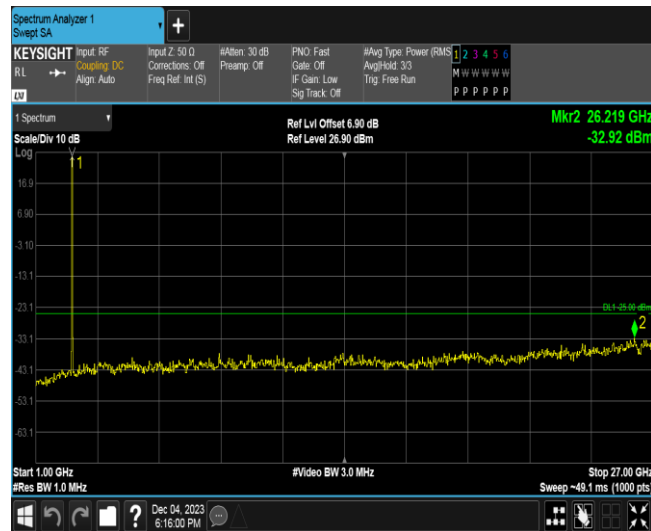 Spectrum Analyzer 1
Swept SA
+
KEYSIGHT
RL
LXI
Input: RF
Coupling: DC
Align: Auto
Input Z: 50 Ω
Corrections: Off
Freq Ref: Int (S)
#Atten: 30 dB
Preamp: Off
PNO: Fast
Gate: Off
IF Gain: Low
Sig Track: Off
#Avg Type: Power (RMS
Avg|Hold: 3/3
Trig: Free Run
1 2 3 4 5 6
M W W W W W
P P P P P P
1 Spectrum
Scale/Div 10 dB
Log
Ref Lvl Offset 6.90 dB
Ref Level 26.90 dBm
Mkr2 26.219 GHz
-32.92 dBm
1
16.9
6.90
-3.10
-13.1
-23.1
DL1 -25.00 dBm
2
-33.1
-43.1
-53.1
-63.1
Start 1.00 GHz
#Video BW 3.0 MHz
Stop 27.00 GHz
#Res BW 1.0 MHz
Sweep ~49.1 ms (1000 pts)
?
Dec 04, 2023
6:16:00 PM